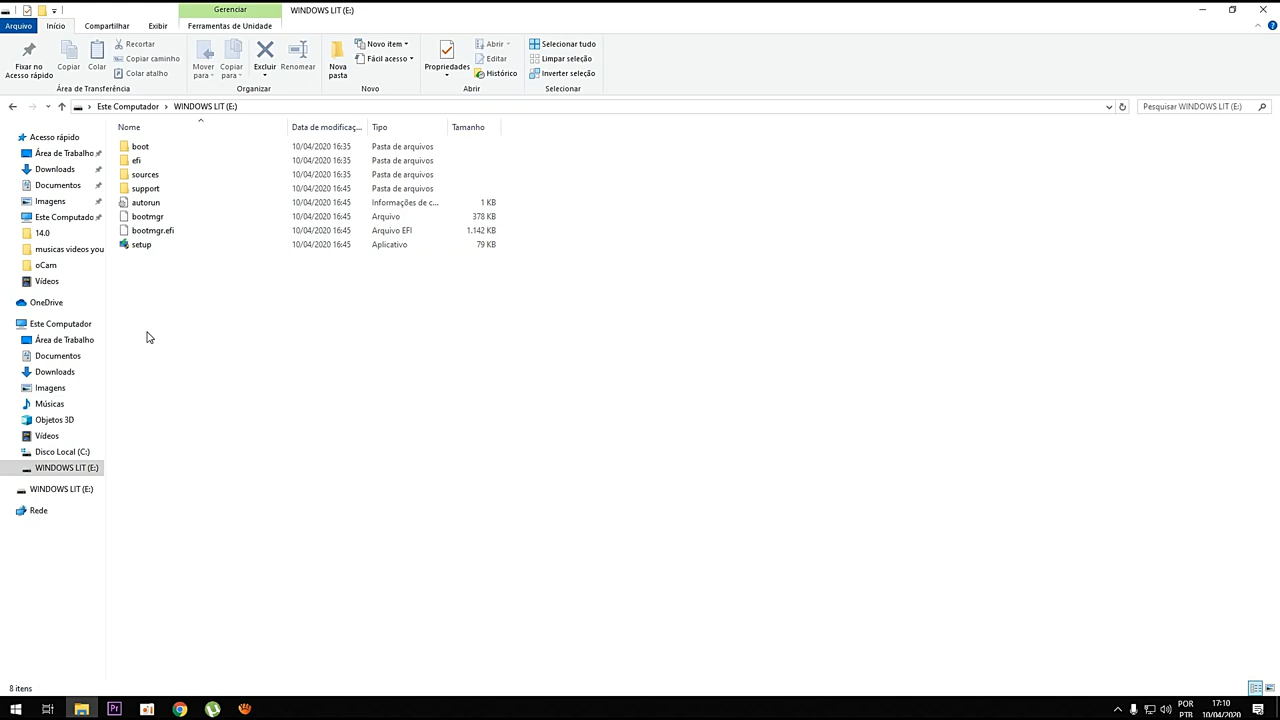 Gerenciar
WINDOWS LIT (E:)
Arquivo Início Compartilhar Exibir Ferramentas de Unidade
Fixar no Acesso rápido
Copiar
Colar
Recortar
Copiar caminho
Colar atalho
Área de Transferência
Mover para
Copiar para
Excluir
Renomear
Organizar
Nova pasta
Novo item
Fácil acesso
Novo
Propriedades
Abrir
Editar
Histórico
Abrir
Selecionar tudo
Limpar seleção
Inverter seleção
Selecionar
Este Computador > WINDOWS LIT (E:)
Pesquisar WINDOWS LIT (E:)
Acesso rápido
Área de Trabalho
Downloads
Documentos
Imagens
Este Computado
14.0
musicas videos you
oCam
Vídeos
OneDrive
Este Computador
Área de Trabalho
Documentos
Downloads
Imagens
Músicas
Objetos 3D
Vídeos
Disco Local (C:)
WINDOWS LIT (E:)
WINDOWS LIT (E:)
Rede
Nome Data de modificaç... Tipo Tamanho
boot 10/04/2020 16:35 Pasta de arquivos
efi 10/04/2020 16:35 Pasta de arquivos
sources 10/04/2020 16:35 Pasta de arquivos
support 10/04/2020 16:45 Pasta de arquivos
autorun 10/04/2020 16:45 Informações de c... 1 KB
bootmgr 10/04/2020 16:45 Arquivo 378 KB
bootmgr.efi 10/04/2020 16:45 Arquivo EFI 1.142 KB
setup 10/04/2020 16:45 Aplicativo 79 KB
8 itens
Pr
POR
PTB
17:10
10/04/2020